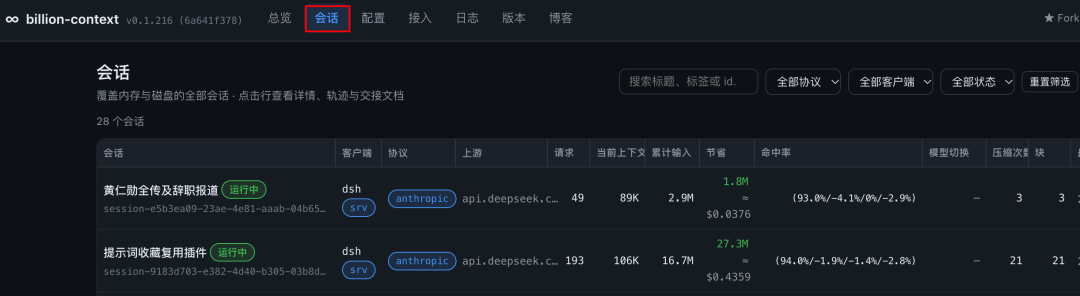 ∞ billion-context v0.1.216 (6a641f378) 总览 会话 配置 接入 日志 版本 博客 ★ Fork
会话
搜索标题、标签或 id. 全部协议 全部客户端 全部状态 重置筛选
覆盖内存与磁盘的全部会话 · 点击行查看详情、轨迹与交接文档
28 个会话
会话 客户端 协议 上游 请求 当前上下文 累计输入 节省 命中率 模型切换 压缩次数 块
黄仁勋全传及辞职报道 运行中
session-e5b3ea09-23ae-4e81-aaab-04b65…
dsh
srv
anthropic
api.deepseek.c…
49
89K
2.9M
1.8M
≈
$0.0376
(93.0%/-4.1%/0%/-2.9%)
—
3
3
提示词收藏复用插件 运行中
session-9183d703-e382-4d40-b305-03b8d…
dsh
srv
anthropic
api.deepseek.c…
193
106K
16.7M
27.3M
≈
$0.4359
(94.0%/-1.9%/-1.4%/-2.8%)
—
21
21